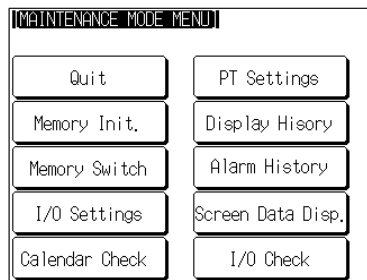 [MAINTENANCE MODE MENU]
Quit
PT Settings
Memory Init.
Display Hisory
Memory Switch
Alarm History
I/O Settings
Screen Data Disp.
Calendar Check
I/O Check